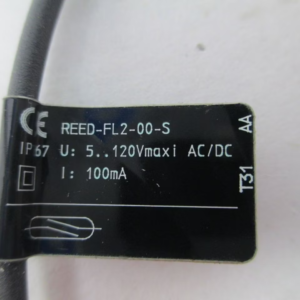 CE REED-FL2-00-S
IP67 U: 5..120Vmaxi AC/DC
I: 100mA
AA
T31